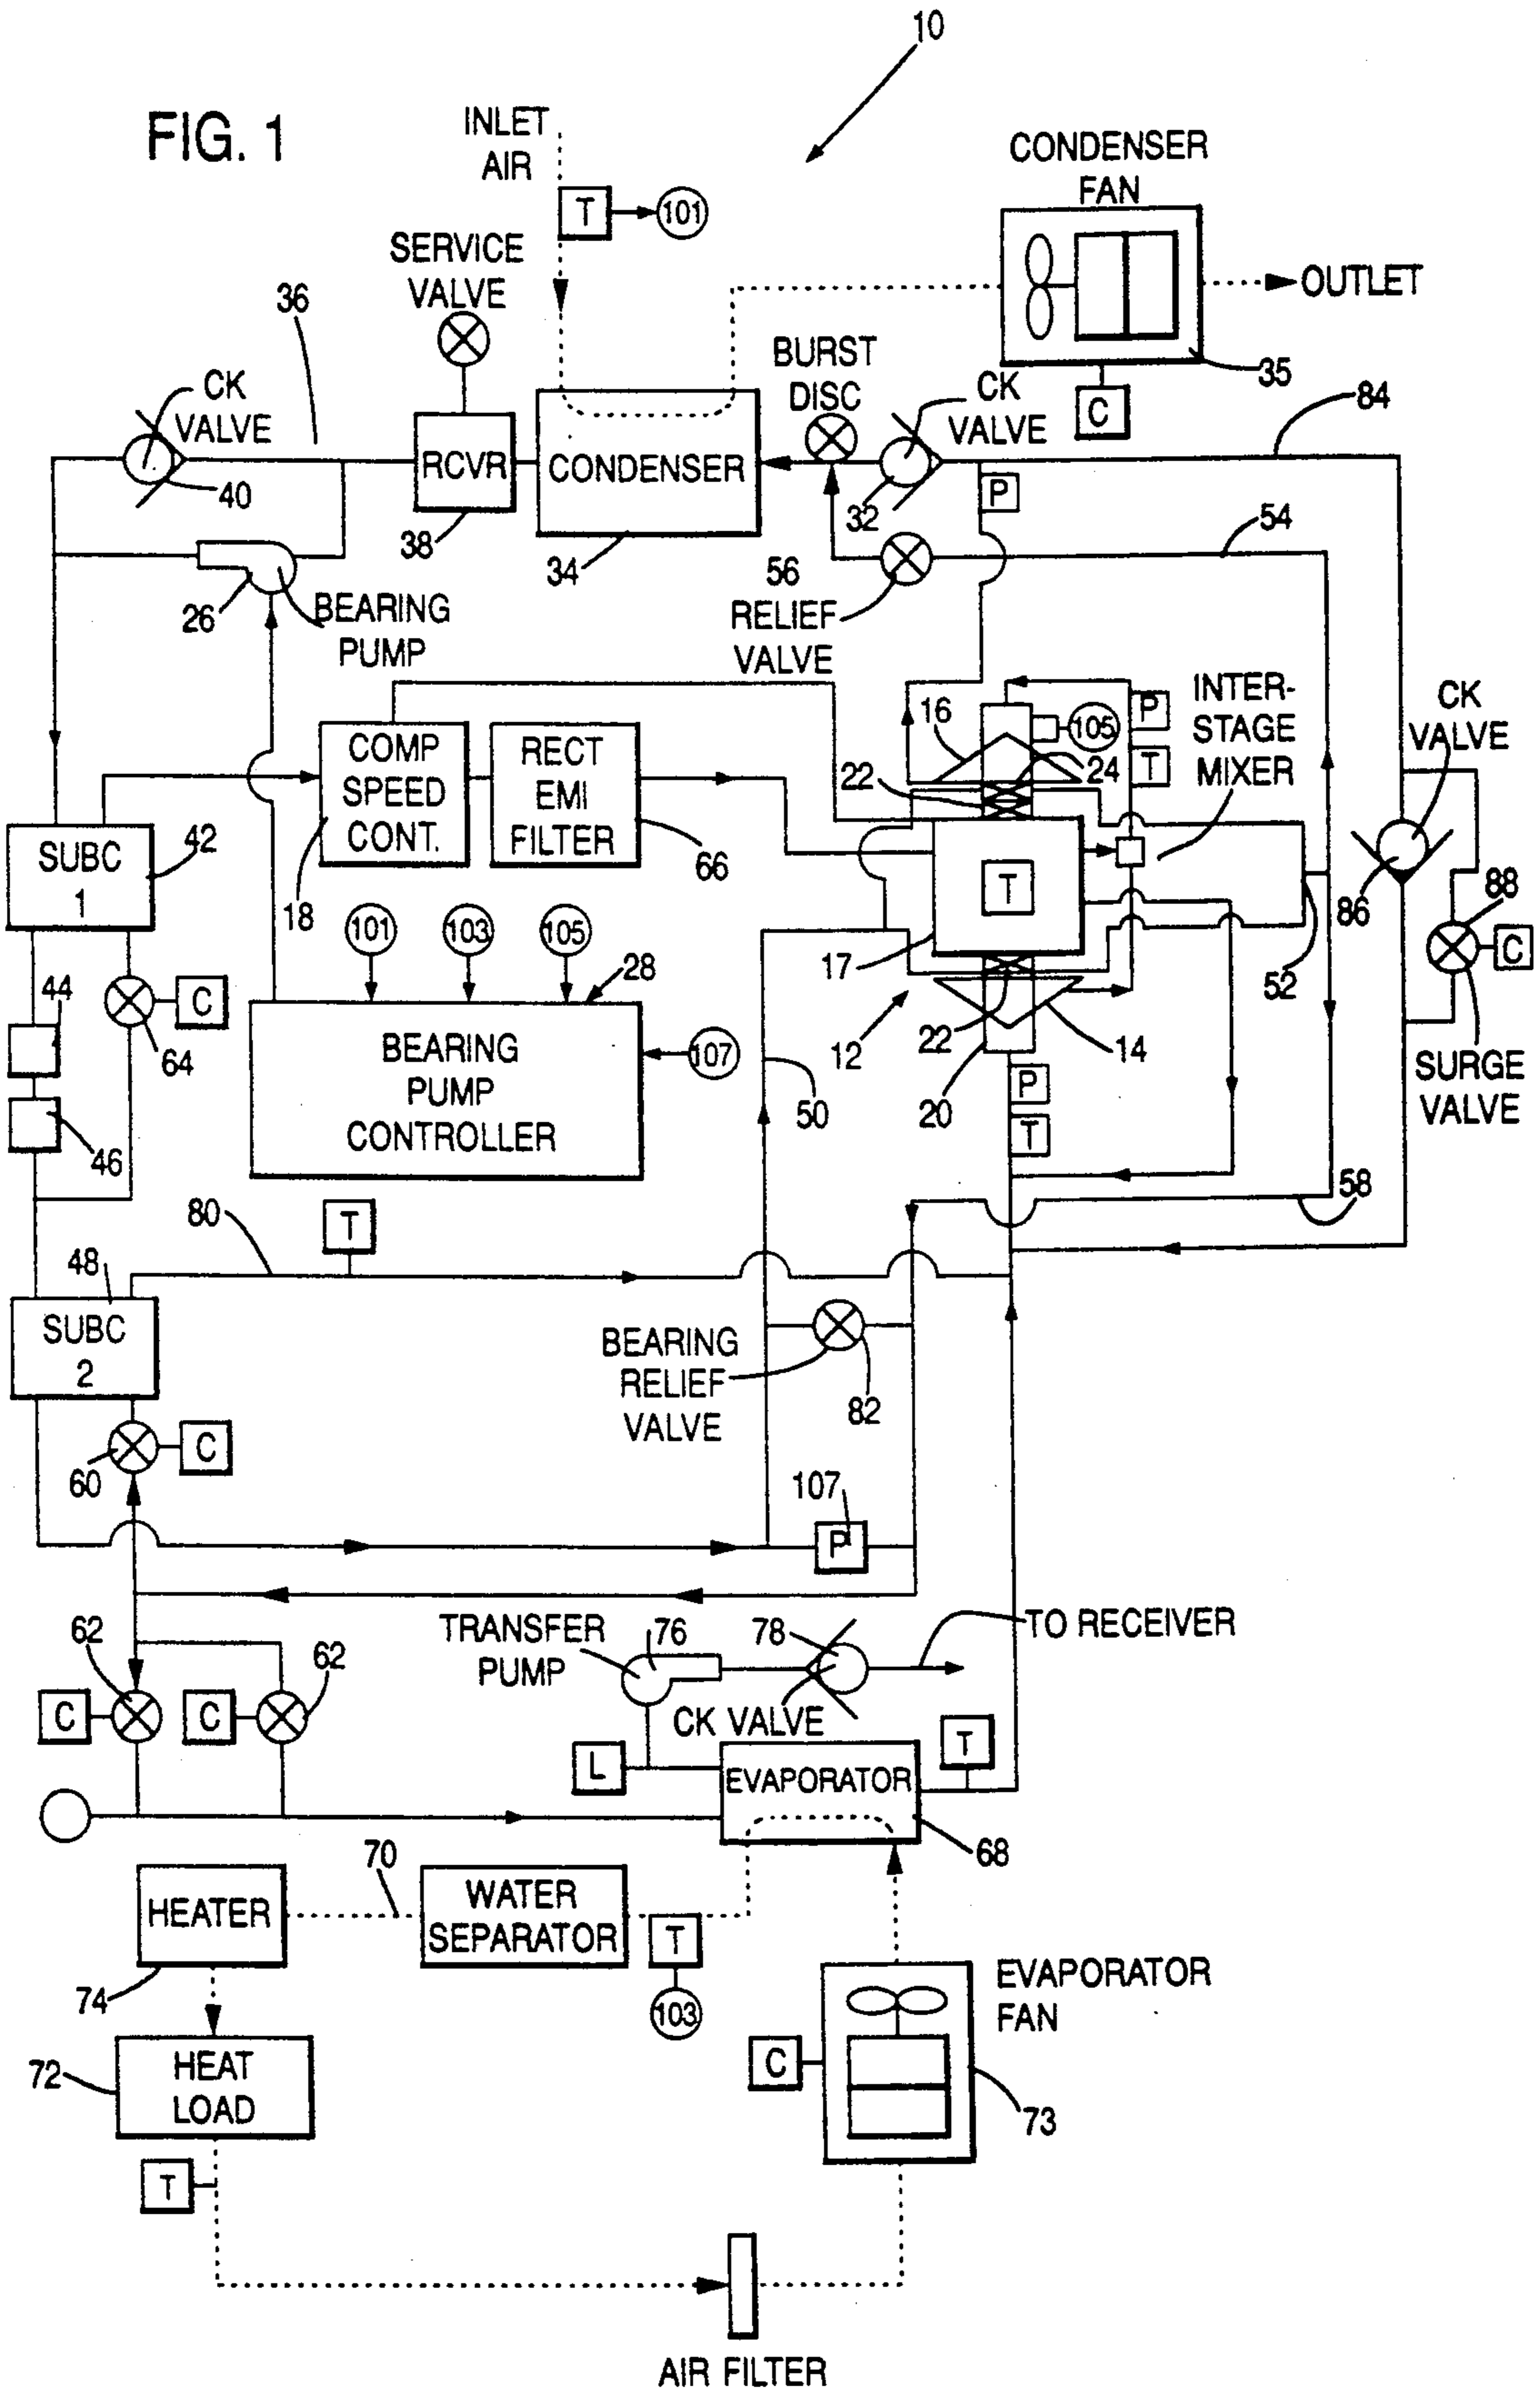 10
FIG. 1
INLET
AIR
T
101
CONDENSER
FAN
OUTLET
35
C
SERVICE
VALVE
36
BURST
DISC
CK
VALVE
CK
VALVE
84
RCVR
CONDENSER
40
38
34
32
P
54
56
RELIEF
VALVE
26
BEARING
PUMP
COMP
SPEED
CONT.
18
RECT
EMI
FILTER
66
16
105
24
22
P
T
INTER-
STAGE
MIXER
CK
VALVE
86
88
C
SURGE
VALVE
SUBC
1
42
44
46
64
C
101
103
105
28
BEARING
PUMP
CONTROLLER
107
T
17
12
22
20
14
52
50
P
T
58
80
T
48
SUBC
2
60
C
BEARING
RELIEF
VALVE
82
107
P
62
62
C
C
TRANSFER
PUMP
76
78
CK VALVE
TO RECEIVER
L
EVAPORATOR
T
68
HEATER
74
70
WATER
SEPARATOR
T
103
HEAT
LOAD
72
T
EVAPORATOR
FAN
C
73
AIR FILTER